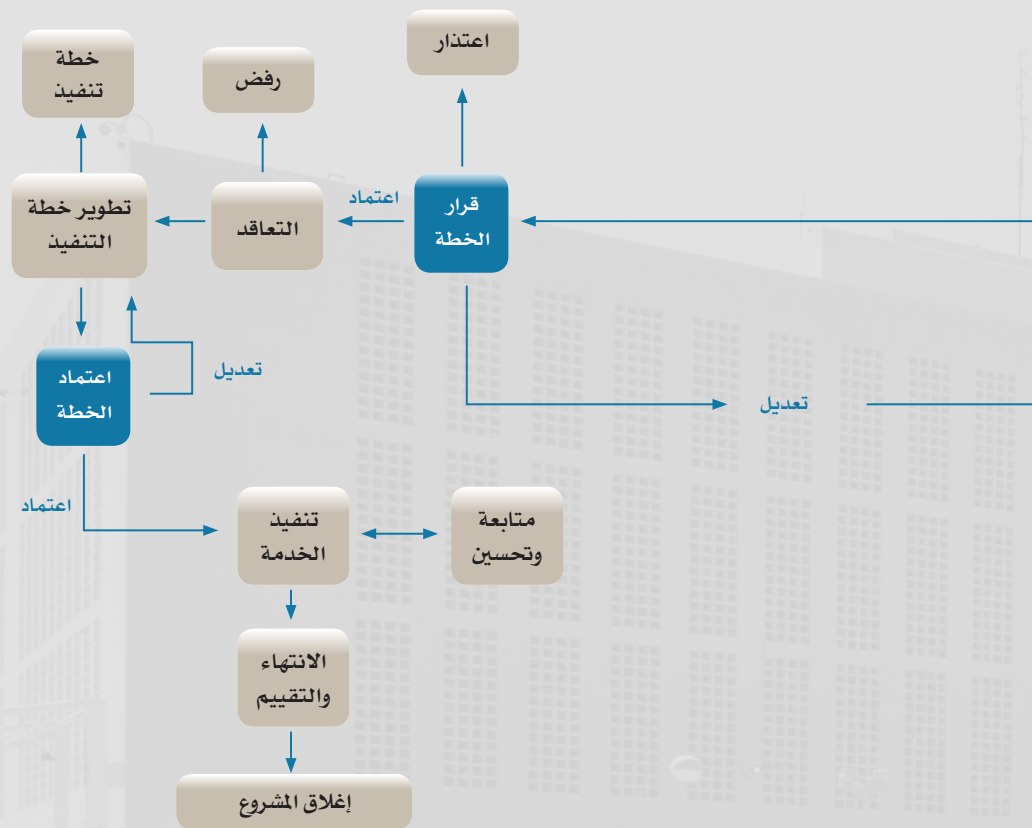 اعتذار
رفض
خطة
تنفيذ
قرار
الخطة
اعتماد
التعاقد
تطوير خطة
التنفيذ
تعديل
اعتماد
الخطة
تعديل
اعتماد
متابعة
وتحسين
تنفيذ
الخدمة
الانتهاء
والتقييم
إغلاق المشروع